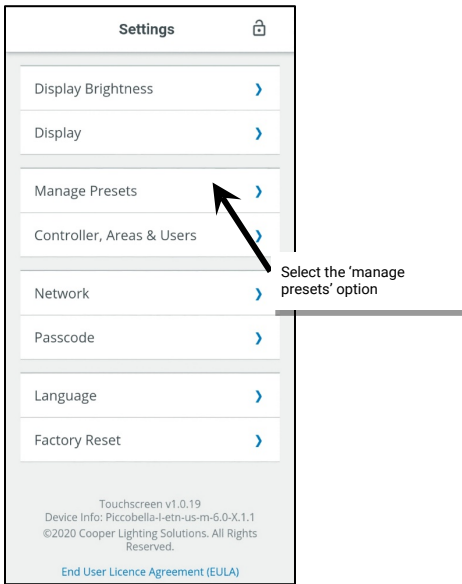 Settings
Display Brightness
Display
Manage Presets
Controller, Areas & Users
Select the ‘manage
presets’ option
Network
Passcode
Language
Factory Reset
Touchscreen v1.0.19
Device Info: Piccobella-l-etn-us-m-6.0-X.1.1
©2020 Cooper Lighting Solutions. All Rights
Reserved.
End User Licence Agreement (EULA)